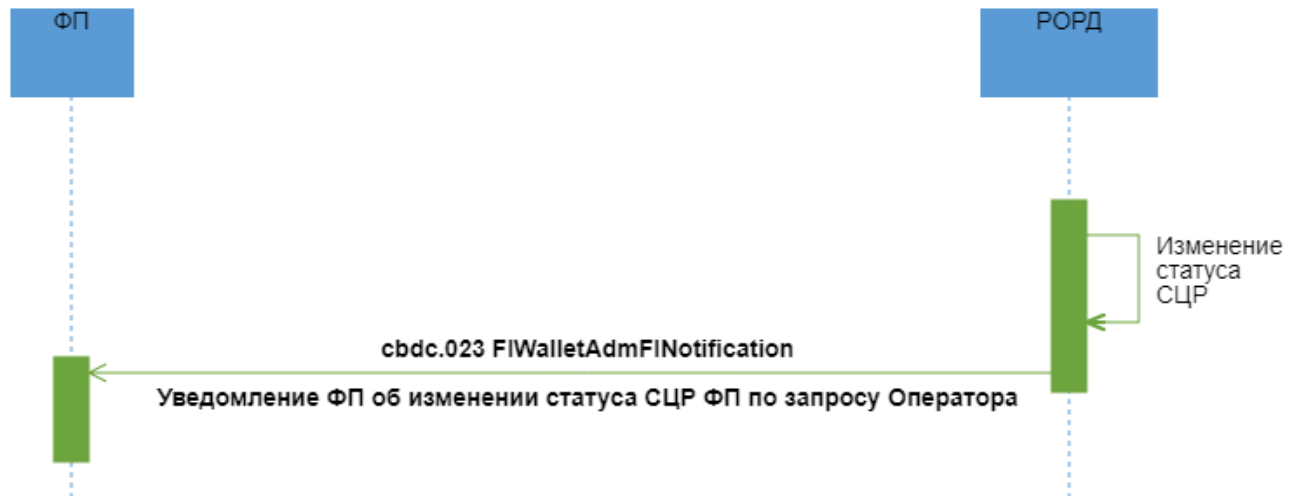 ФП
РОРД
Изменение
статуса
СЦР
cbdc.023 FIWalletAdmFINotification
Уведомление ФП об изменении статуса СЦР ФП по запросу Оператора